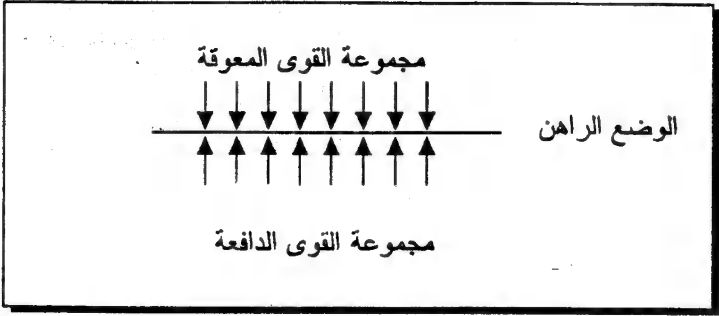 مجموعة القوى المعوقة
الوضع الراهن
مجموعة القوى الدافعة